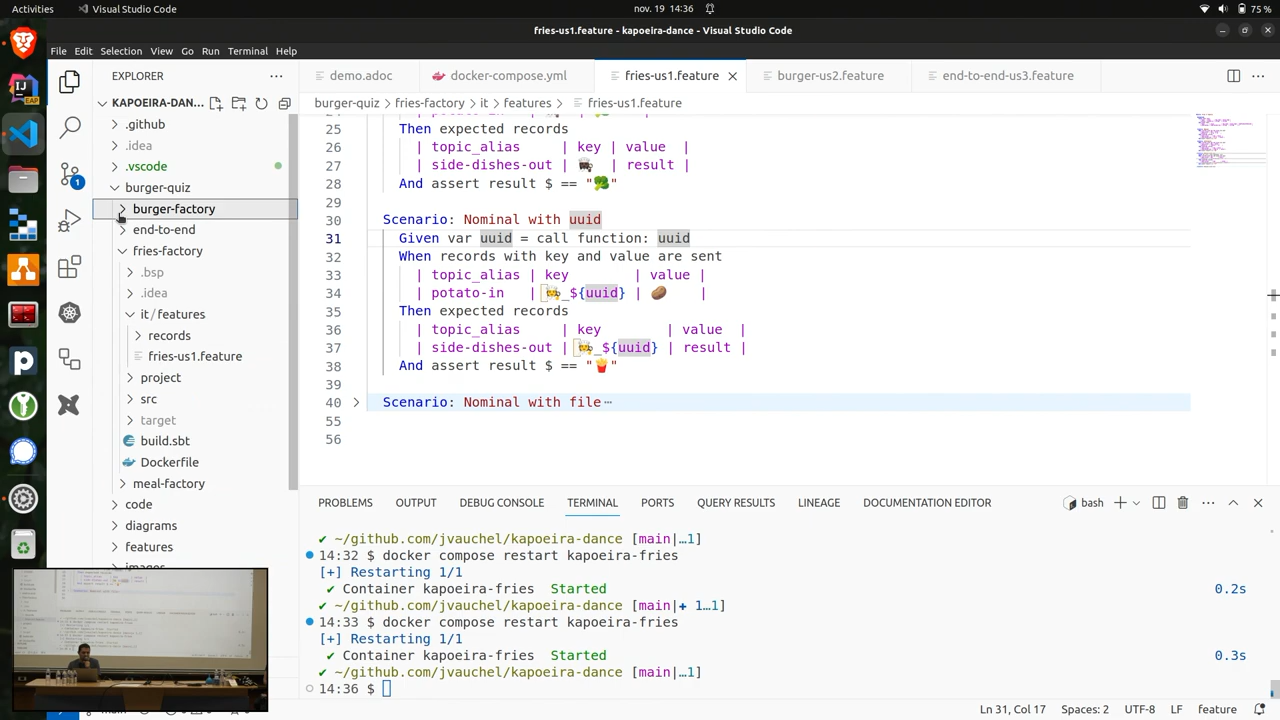 Activities
Visual Studio Code
nov. 19 14:36
75 %
fries-us1.feature - kapoeira-dance - Visual Studio Code
File Edit Selection View Go Run Terminal Help
EXPLORER
demo.adoc
docker-compose.yml
fries-us1.feature
burger-us2.feature
end-to-end-us3.feature
KAPOEIRA-DAN...
burger-quiz > fries-factory > it > features > fries-us1.feature
.github
.idea
.vscode
burger-quiz
burger-factory
end-to-end
fries-factory
.bsp
.idea
it / features
records
fries-us1.feature
project
src
target
build.sbt
Dockerfile
meal-factory
code
diagrams
features
1
25 Then expected records
26 | topic_alias | key | value |
27 | side-dishes-out | | result |
28 And assert result $ == "🥦"
29
30 Scenario: Nominal with uuid
31 Given var uuid = call function: uuid
32 When records with key and value are sent
33 | topic_alias | key | value |
34 | potato-in | 🧑‍🍳_${uuid} | 🥔 |
35 Then expected records
36 | topic_alias | key | value |
37 | side-dishes-out | 🧑‍🍳_${uuid} | result |
38 And assert result $ == "🍟"
39
40 Scenario: Nominal with file ⋯
55
56
PROBLEMS OUTPUT DEBUG CONSOLE TERMINAL PORTS QUERY RESULTS LINEAGE DOCUMENTATION EDITOR
bash
✔ ~/github.com/jvauchel/kapoeira-dance [main|…1]
14:32 $ docker compose restart kapoeira-fries
[+] Restarting 1/1
✔ Container kapoeira-fries Started 0.2s
✔ ~/github.com/jvauchel/kapoeira-dance [main|✚ 1…1]
14:33 $ docker compose restart kapoeira-fries
[+] Restarting 1/1
✔ Container kapoeira-fries Started 0.3s
✔ ~/github.com/jvauchel/kapoeira-dance [main|…1]
14:36 $
Ln 31, Col 17 Spaces: 2 UTF-8 LF feature